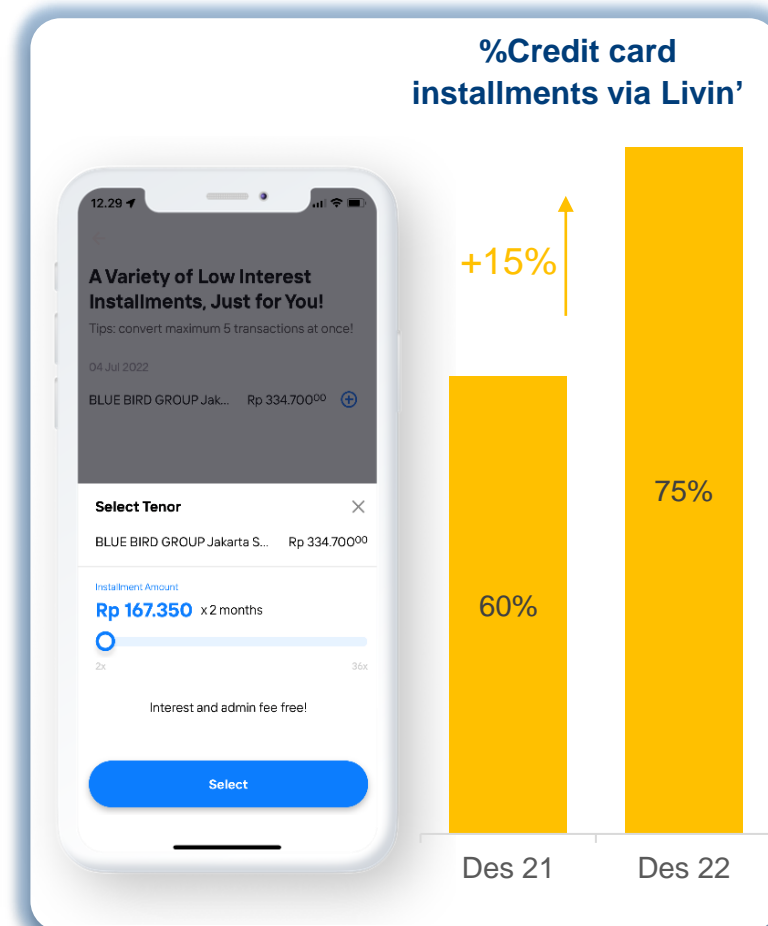 %Credit card
installments via Livin’
12.29
A Variety of Low Interest
Installments, Just for You!
Tips: convert maximum 5 transactions at once!
04 Jul 2022
BLUE BIRD GROUP Jak... Rp 334.700⁰⁰
Select Tenor
BLUE BIRD GROUP Jakarta S... Rp 334.700⁰⁰
Installment Amount
Rp 167.350 x 2 months
2x 36x
Interest and admin fee free!
Select
+15%
60%
75%
Des 21 Des 22